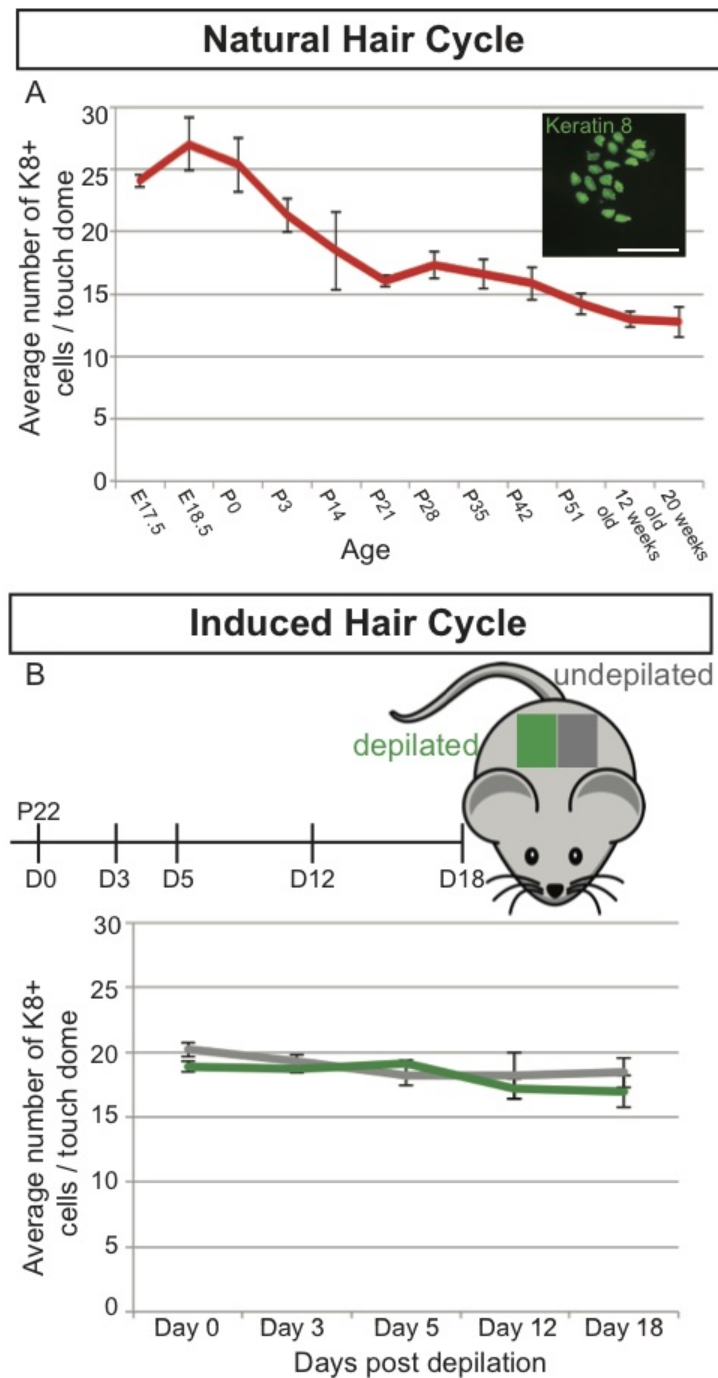 Natural Hair Cycle
A
Keratin 8
Average number of K8+
cells / touch dome
30
25
20
15
10
5
0
E17.5
E18.5
P0
P3
P14
P21
P28
P35
P42
P51
12 weeks
old
20 weeks
old
Age
Induced Hair Cycle
B
undepilated
depilated
P22
D0 D3 D5 D12 D18
Average number of K8+
cells / touch dome
30
25
20
15
10
5
0
Day 0 Day 3 Day 5 Day 12 Day 18
Days post depilation